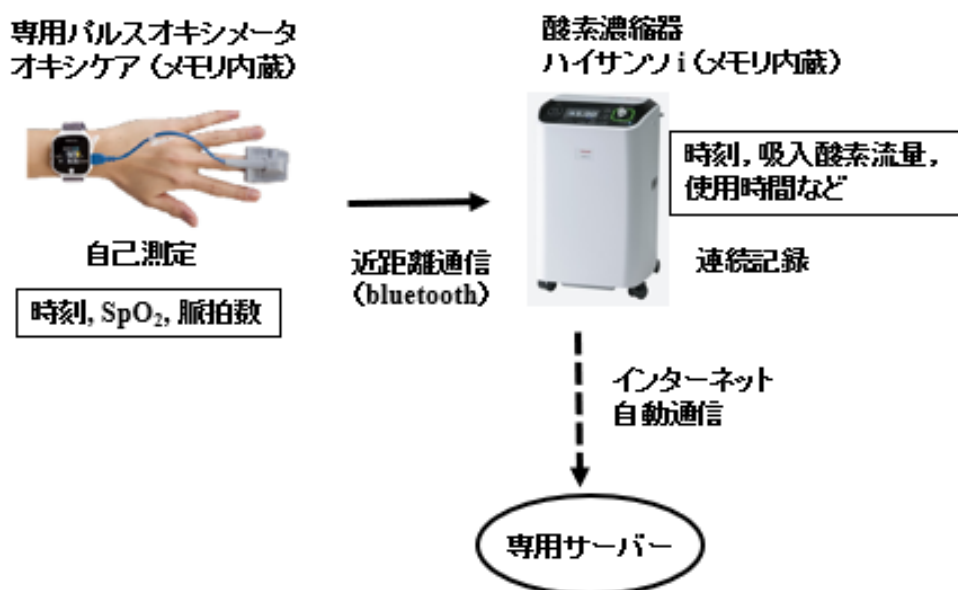 専用パルスオキシメータ
オキシケア（メモリ内蔵）
自己測定
時刻, SpO₂, 脈拍数
近距離通信
（bluetooth）
酸素濃縮器
ハイサンソ i（メモリ内蔵）
時刻, 吸入酸素流量,
使用時間など
連続記録
インターネット
自動通信
専用サーバー